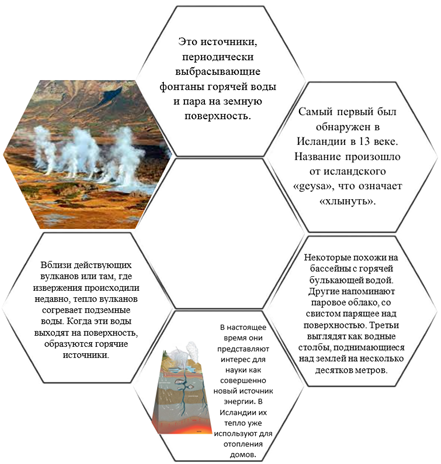 Это источники,
периодически
выбрасывающие
фонтаны горячей воды
и пара на земную
поверхность.
Самый первый был
обнаружен в
Исландии в 13 веке.
Название произошло
от исландского
«geysa», что означает
«хлынуть».
Некоторые похожи на
бассейны с горячей
булькающей водой.
Другие напоминают
паровое облако, со
свистом парящее над
поверхностью. Третьи
выглядят как водные
столбы, поднимающиеся
над землей на несколько
десятков метров.
В настоящее
время они
представляют
интерес для
науки как
совершенно
новый источник
энергии. В
Исландии их
тепло уже
используют для
отопления
домов.
Вблизи действующих
вулканов или там, где
извержения происходили
недавно, тепло вулканов
согревает подземные
воды. Когда эти воды
выходят на поверхность,
образуются горячие
источники.